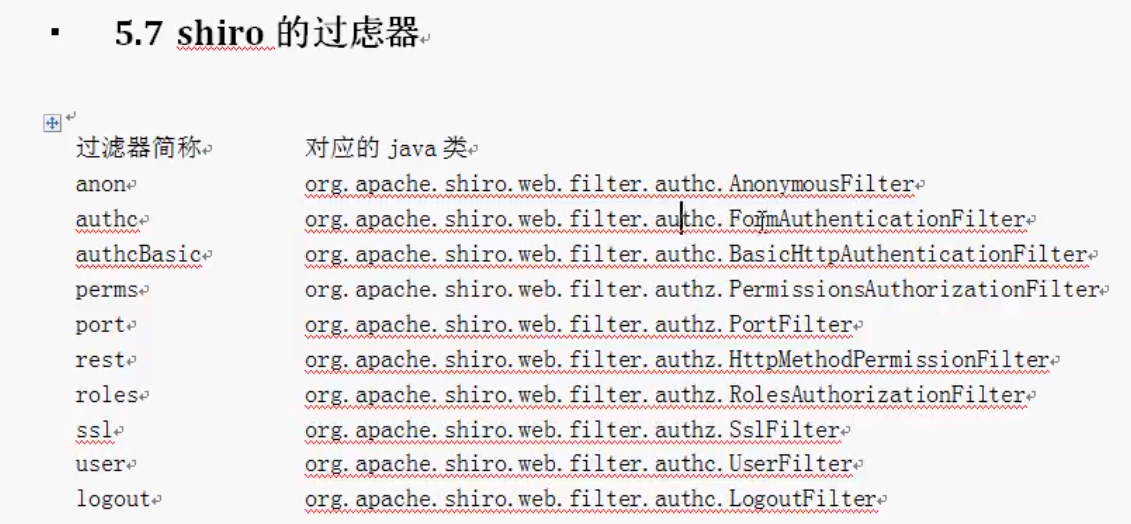 ▪ 5.7 shiro 的过虑器
过滤器简称 对应的 java 类
anon org.apache.shiro.web.filter.authc.AnonymousFilter
authc org.apache.shiro.web.filter.authc.FormAuthenticationFilter
authcBasic org.apache.shiro.web.filter.authc.BasicHttpAuthenticationFilter
perms org.apache.shiro.web.filter.authz.PermissionsAuthorizationFilter
port org.apache.shiro.web.filter.authz.PortFilter
rest org.apache.shiro.web.filter.authz.HttpMethodPermissionFilter
roles org.apache.shiro.web.filter.authz.RolesAuthorizationFilter
ssl org.apache.shiro.web.filter.authz.SslFilter
user org.apache.shiro.web.filter.authc.UserFilter
logout org.apache.shiro.web.filter.authc.LogoutFilter